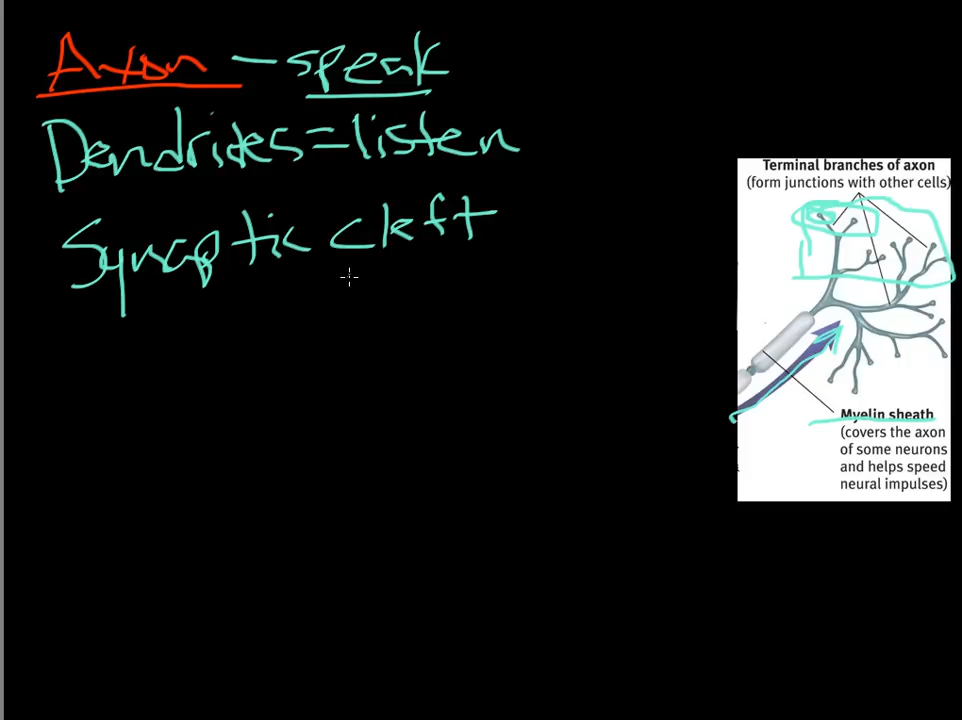 Axon - speak
Dendrites = listen
Synaptic cleft
Terminal branches of axon
(form junctions with other cells)
Myelin sheath
(covers the axon
of some neurons
and helps speed
neural impulses)